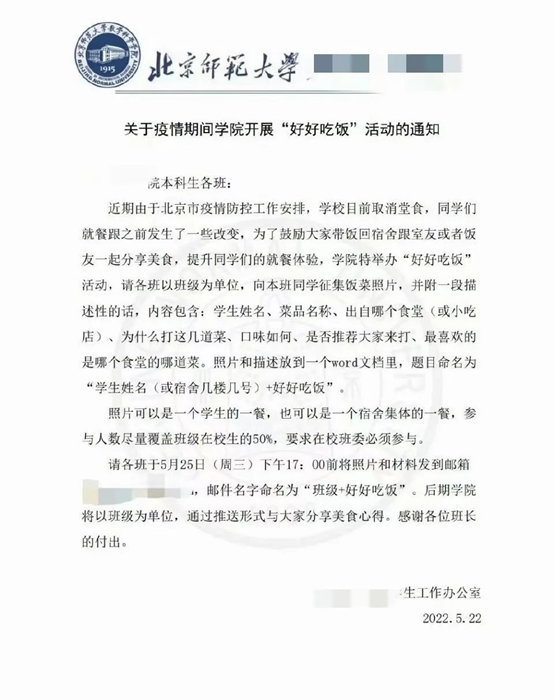 北京师范大学数学科学学院
1915
BEIJING NORMAL UNIVERSITY
北京师范大学
关于疫情期间学院开展“好好吃饭”活动的通知
院本科生各班：
近期由于北京市疫情防控工作安排，学校目前取消堂食，同学们
就餐跟之前发生了一些改变，为了鼓励大家带饭回宿舍跟室友或者饭
友一起分享美食，提升同学们的就餐体验，学院特举办“好好吃饭”
活动，请各班以班级为单位，向本班同学征集饭菜照片，并附一段描
述性的话，内容包含：学生姓名、菜品名称、出自哪个食堂（或小吃
店）、为什么打这几道菜、口味如何、是否推荐大家来打、最喜欢的
是哪个食堂的哪道菜。照片和描述放到一个word文档里，题目命名为
“学生姓名（或宿舍几楼几号）+好好吃饭”。
照片可以是一个学生的一餐，也可以是一个宿舍集体的一餐，参
与人数尽量覆盖班级在校生的50%，要求在校班委必须参与。
请各班于5月25日（周三）下午17：00前将照片和材料发到邮箱
，邮件名字命名为“班级+好好吃饭”。后期学院
将以班级为单位，通过推送形式与大家分享美食心得。感谢各位班长
的付出。
生工作办公室
2022.5.22